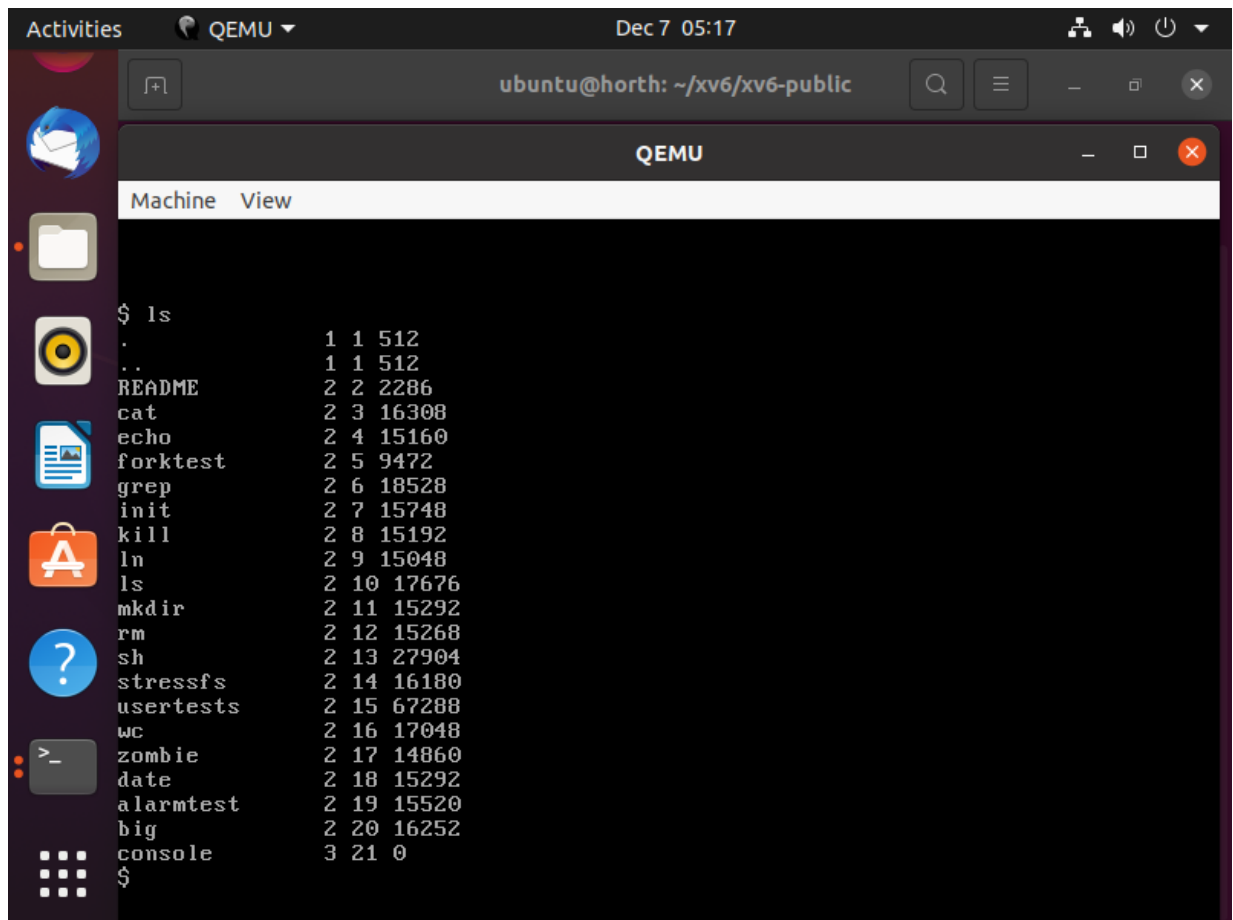 Activities QEMU Dec 7 05:17
ubuntu@horth: ~/xv6/xv6-public
QEMU
Machine View
$ ls
. 1 1 512
.. 1 1 512
README 2 2 2286
cat 2 3 16308
echo 2 4 15160
forktest 2 5 9472
grep 2 6 18528
init 2 7 15748
kill 2 8 15192
ln 2 9 15048
ls 2 10 17676
mkdir 2 11 15292
rm 2 12 15268
sh 2 13 27904
stressfs 2 14 16180
usertests 2 15 67288
wc 2 16 17048
zombie 2 17 14860
date 2 18 15292
alarmtest 2 19 15520
big 2 20 16252
console 3 21 0
$